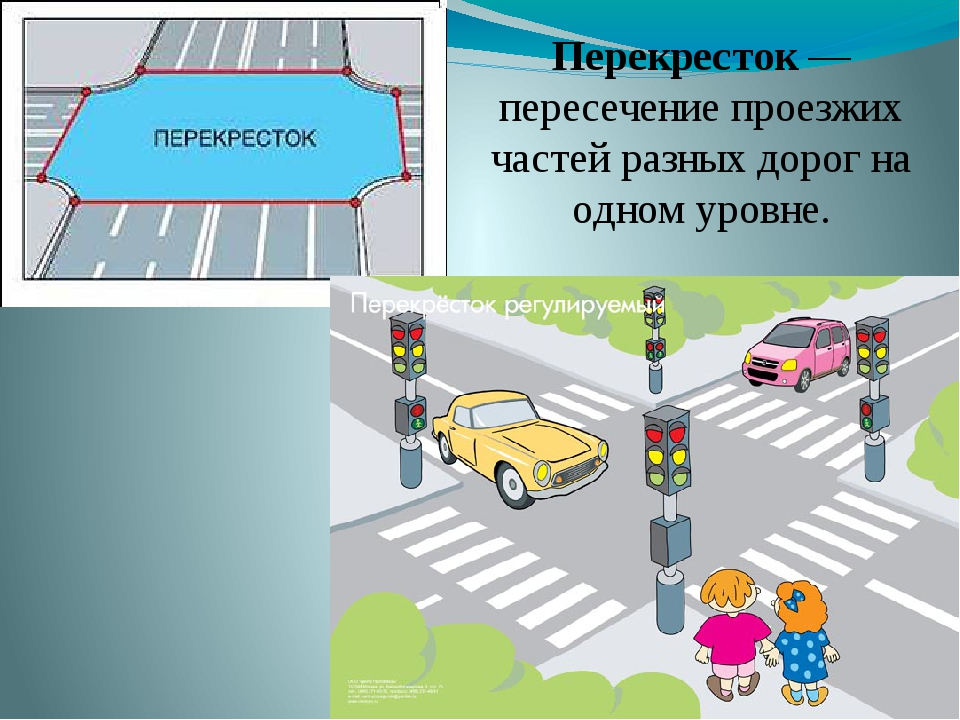 ПЕРЕКРЕСТОК
Перекресток —
пересечение проезжих
частей разных дорог на
одном уровне.
Перекрёсток регулируемый